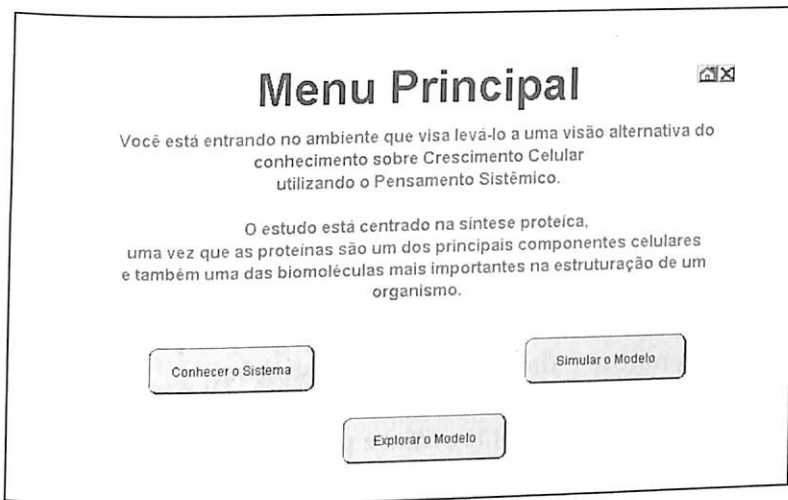 Menu Principal
Você está entrando no ambiente que visa levá-lo a uma visão alternativa do
conhecimento sobre Crescimento Celular
utilizando o Pensamento Sistêmico.
O estudo está centrado na síntese proteíca,
uma vez que as proteínas são um dos principais componentes celulares
e também uma das biomoléculas mais importantes na estruturação de um
organismo.
Conhecer o Sistema
Simular o Modelo
Explorar o Modelo